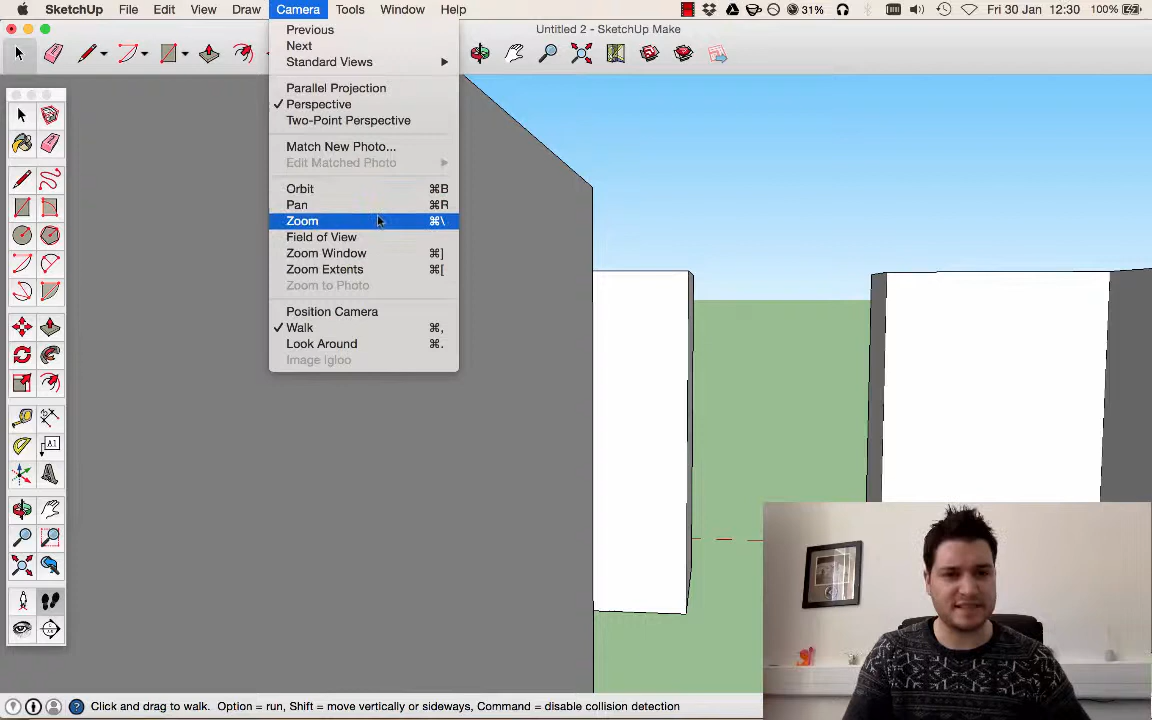 SketchUp File Edit View Draw Camera Tools Window Help 31% Fri 30 Jan 12:30 100%
Untitled 2 - SketchUp Make
Previous
Next
Standard Views
Parallel Projection
✓ Perspective
Two-Point Perspective
Match New Photo...
Edit Matched Photo
Orbit ⌘B
Pan ⌘R
Zoom ⌘\
Field of View
Zoom Window ⌘]
Zoom Extents ⌘[
Zoom to Photo
Position Camera
✓ Walk ⌘,
Look Around ⌘.
Image Igloo
A1
Click and drag to walk. Option = run, Shift = move vertically or sideways, Command = disable collision detection